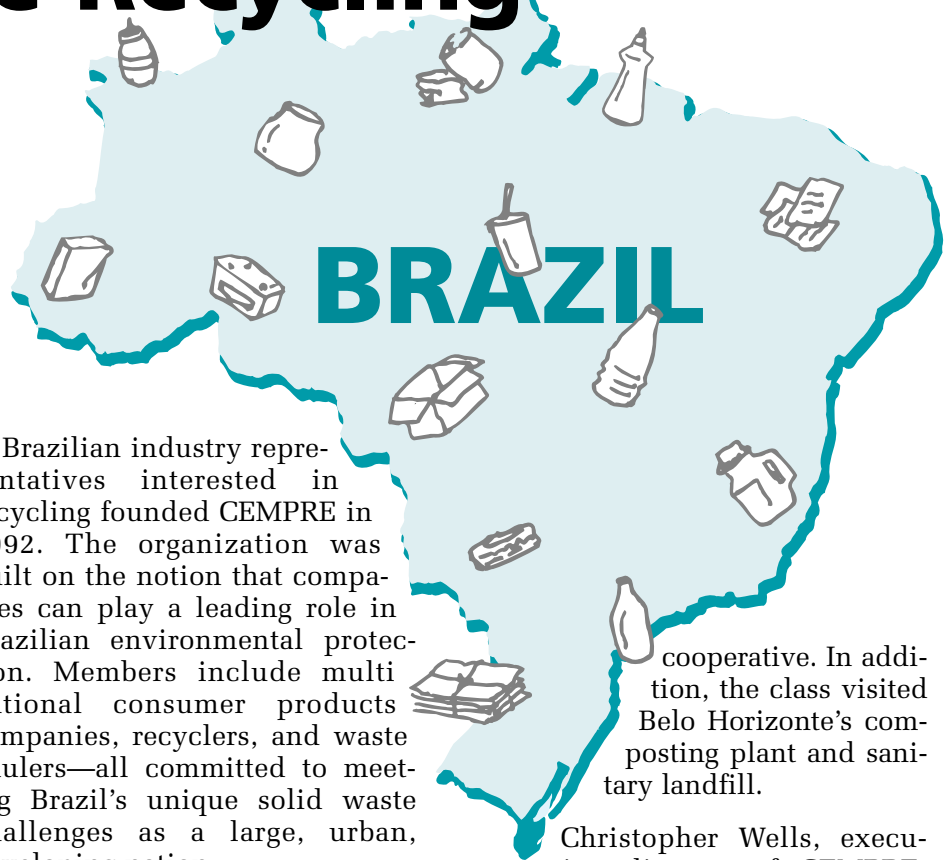 Recycling
BRAZIL
Brazilian industry repre-
ntatives interested in
cycling founded CEMPRE in
92. The organization was
ilt on the notion that compa-
es can play a leading role in
azilian environmental protec-
on. Members include multi
tional consumer products
mpanies, recyclers, and waste
ulers—all committed to meet-
g Brazil’s unique solid waste
allenges as a large, urban,
cooperative. In addi-
tion, the class visited
Belo Horizonte’s com-
posting plant and sani-
tary landfill.
Christopher Wells, execu-